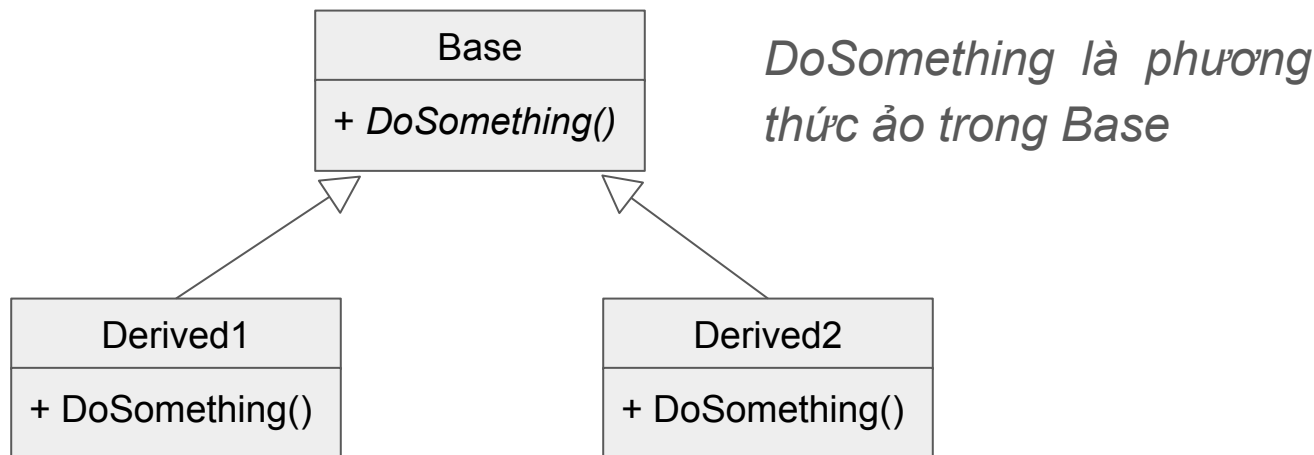 Base
+ DoSomething()
DoSomething là phương
thức ảo trong Base
Derived1
+ DoSomething()
Derived2
+ DoSomething()